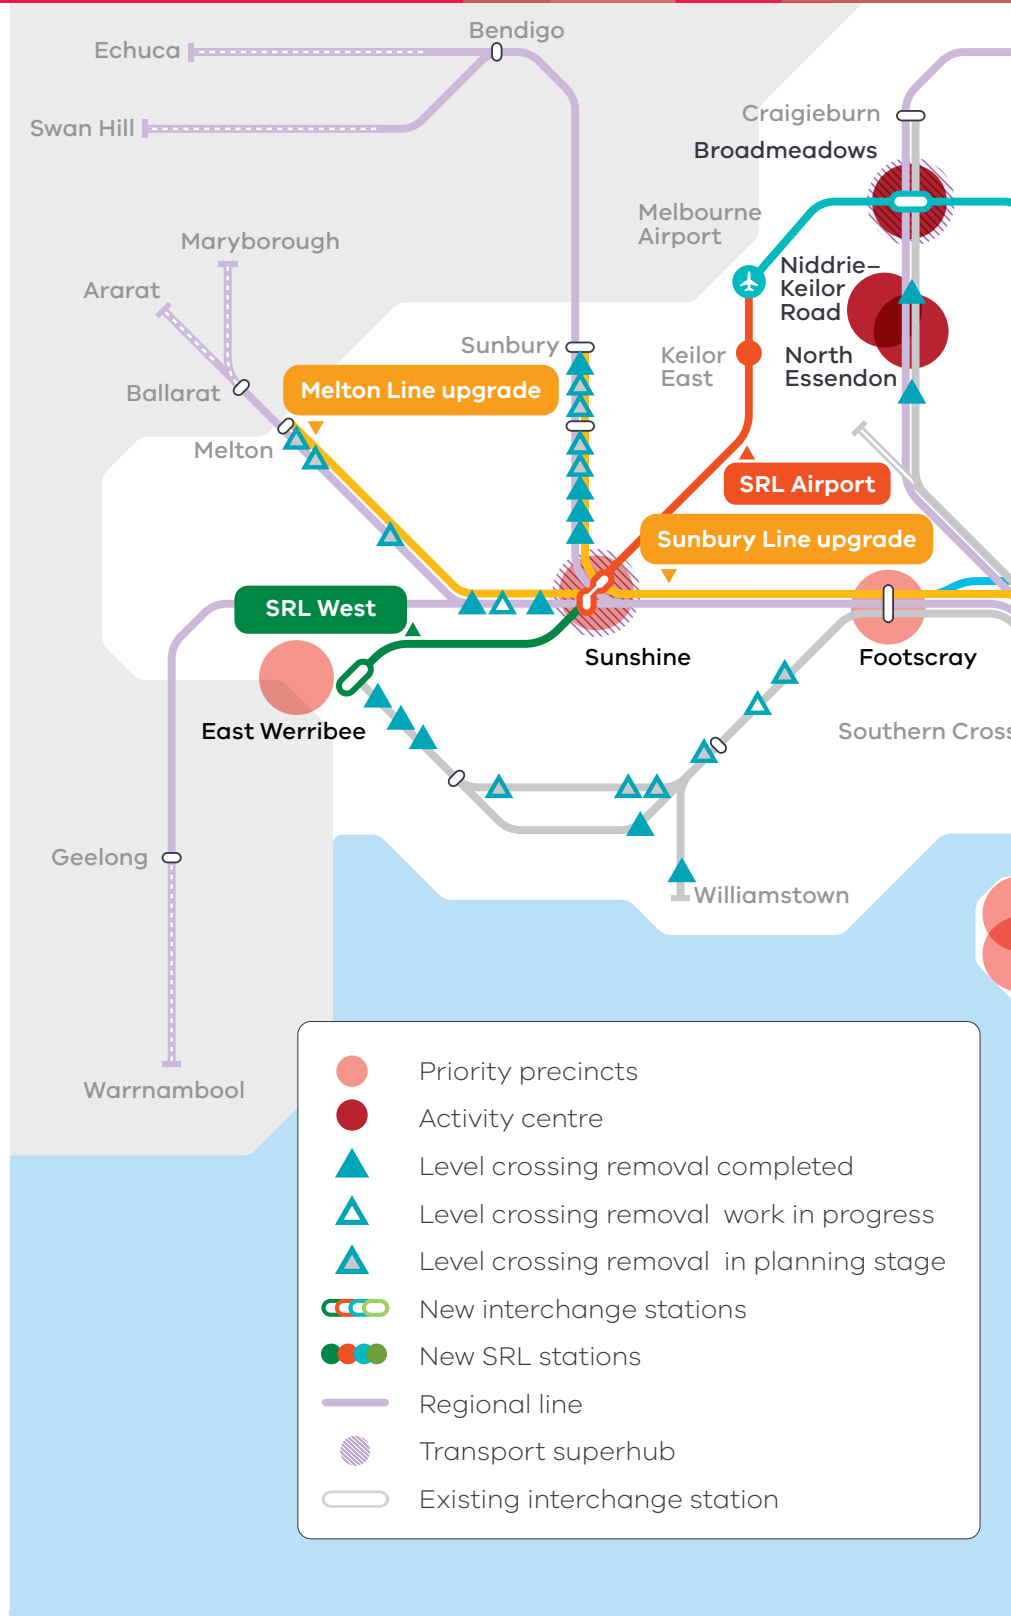 Bendigo
Echuca
Swan Hill
Craigieburn
Broadmeadows
Melbourne
Airport
Maryborough
Ararat
Niddrie–
Keilor
Road
Sunbury
Keilor
East
North
Essendon
Ballarat
Melton Line upgrade
Melton
SRL Airport
Sunbury Line upgrade
SRL West
Sunshine
Footscray
East Werribee
Southern Cross
Geelong
Williamstown
Warrnambool
Priority precincts
Activity centre
Level crossing removal completed
Level crossing removal work in progress
Level crossing removal in planning stage
New interchange stations
New SRL stations
Regional line
Transport superhub
Existing interchange station